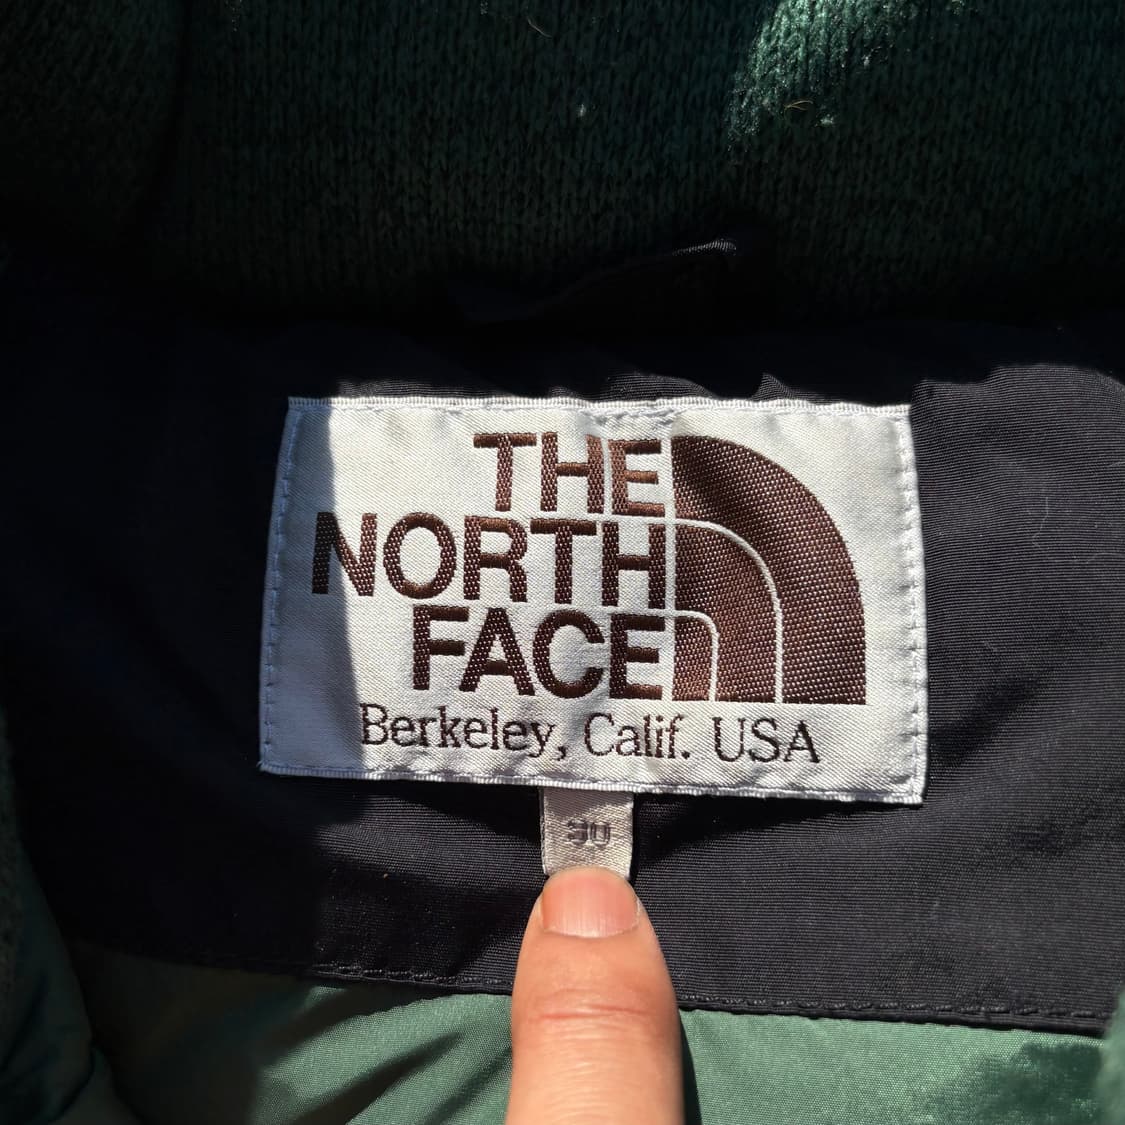 THE
NORTH
FACE
Berkeley, Calif. USA